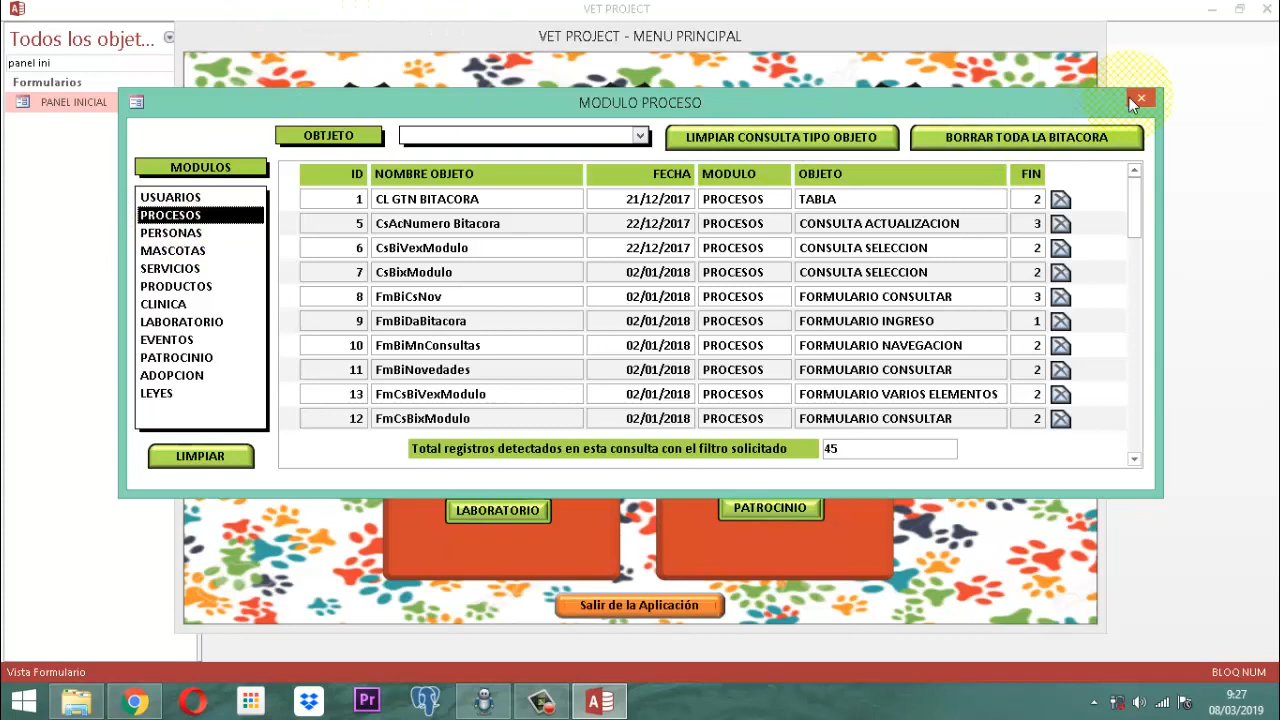 VET PROJECT
Todos los objet...
panel ini
Formularios
PANEL INICIAL
VET PROJECT - MENU PRINCIPAL
MODULO PROCESO
OBTJETO
LIMPIAR CONSULTA TIPO OBJETO
BORRAR TODA LA BITACORA
MODULOS
USUARIOS
PROCESOS
PERSONAS
MASCOTAS
SERVICIOS
PRODUCTOS
CLINICA
LABORATORIO
EVENTOS
PATROCINIO
ADOPCION
LEYES
LIMPIAR
ID NOMBRE OBJETO FECHA MODULO OBJETO FIN
1 CL GTN BITACORA 21/12/2017 PROCESOS TABLA 2
5 CsAcNumero Bitacora 22/12/2017 PROCESOS CONSULTA ACTUALIZACION 3
6 CsBiVexModulo 22/12/2017 PROCESOS CONSULTA SELECCION 2
7 CsBixModulo 02/01/2018 PROCESOS CONSULTA SELECCION 2
8 FmBiCsNov 02/01/2018 PROCESOS FORMULARIO CONSULTAR 3
9 FmBiDaBitacora 02/01/2018 PROCESOS FORMULARIO INGRESO 1
10 FmBiMnConsultas 02/01/2018 PROCESOS FORMULARIO NAVEGACION 2
11 FmBiNovedades 02/01/2018 PROCESOS FORMULARIO CONSULTAR 2
13 FmCsBiVexModulo 02/01/2018 PROCESOS FORMULARIO VARIOS ELEMENTOS 2
12 FmCsBixModulo 02/01/2018 PROCESOS FORMULARIO CONSULTAR 2
Total registros detectados en esta consulta con el filtro solicitado 45
LABORATORIO
PATROCINIO
Salir de la Aplicación
Vista Formulario
BLOQ NUM
Pr
9:27
08/03/2019